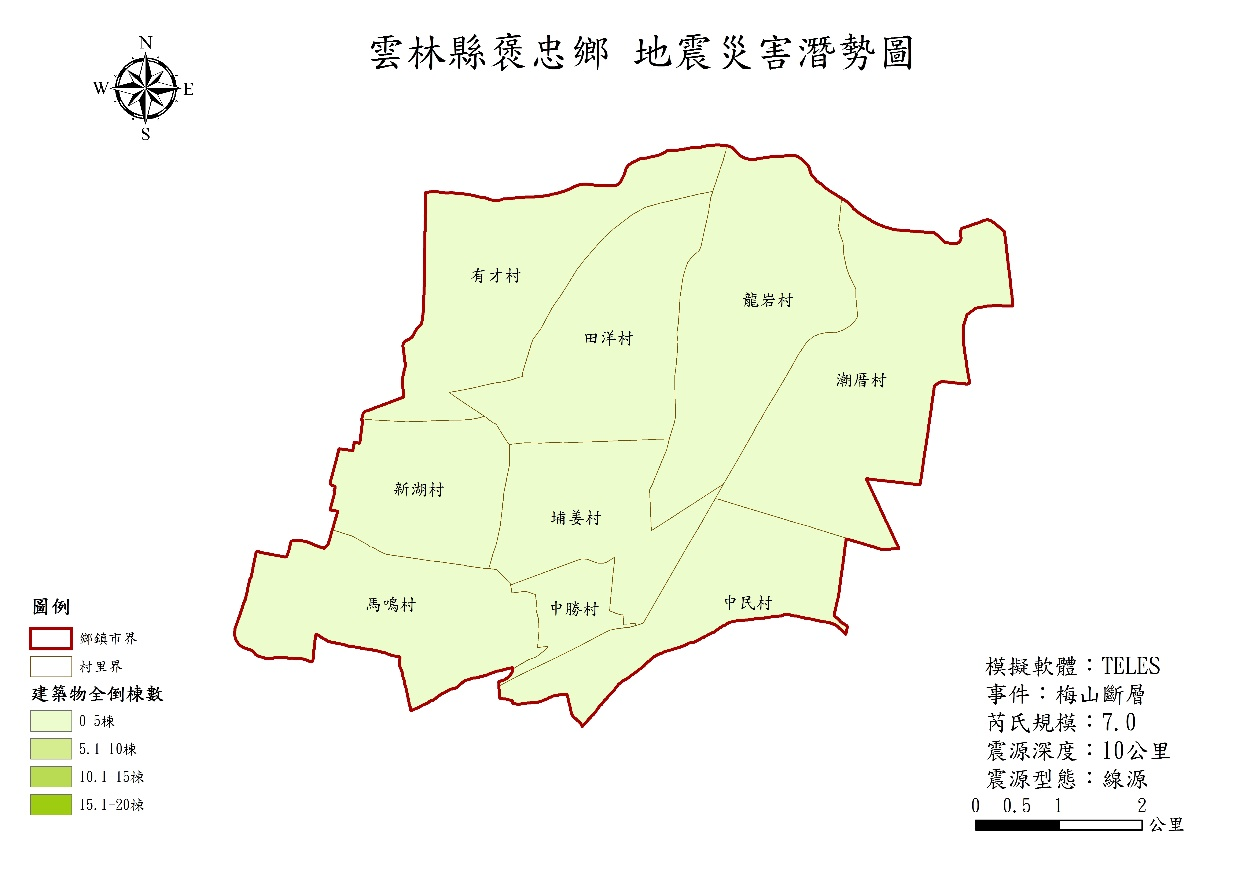 雲林縣褒忠鄉 地震災害潛勢圖
N
W E
S
有才村
龍岩村
田洋村
潮厝村
新湖村
埔姜村
馬鳴村
中勝村
中民村
圖例
鄉鎮市界
村里界
建築物全倒棟數
0-5棟
5.1-10棟
10.1-15棟
15.1-20棟
模擬軟體：TELES
事件：梅山斷層
芮氏規模：7.0
震源深度：10公里
震源型態：線源
0 0.5 1 2
公里